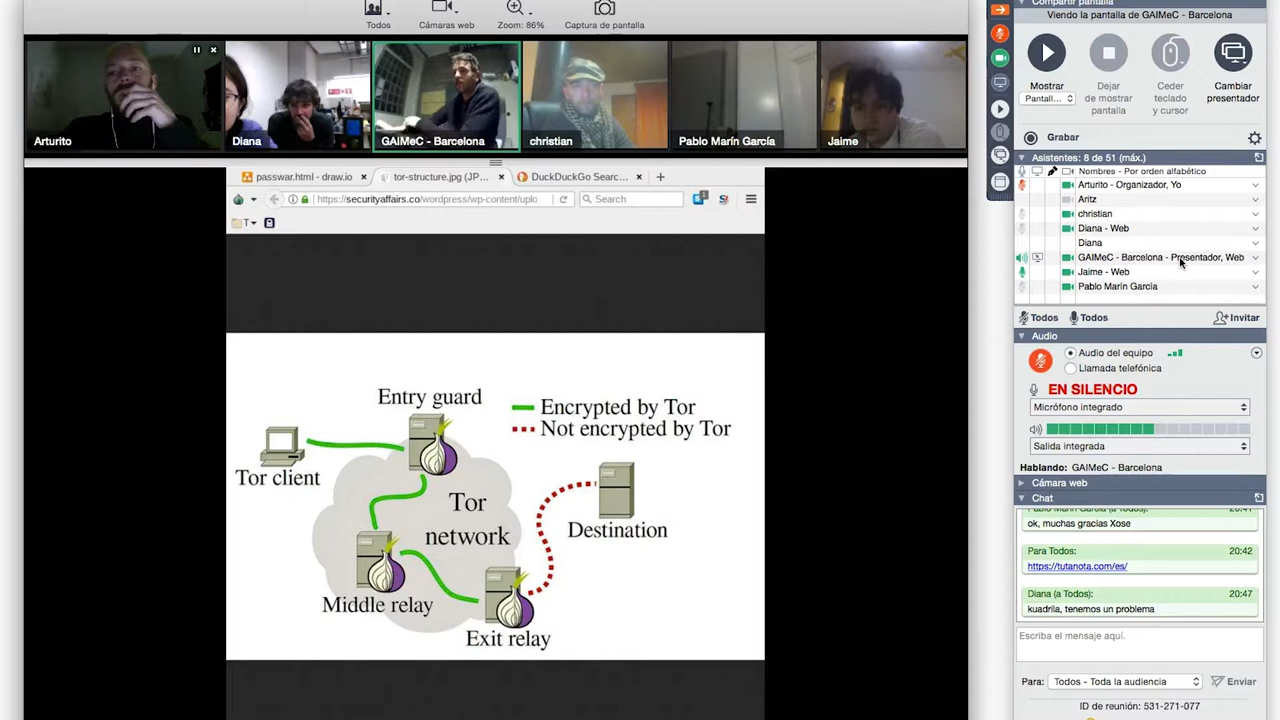 Todos
Cámaras web
Zoom: 86%
Captura de pantalla
Arturito
Diana
GAIMeC - Barcelona
christian
Pablo Marín García
Jaime
passwar.html - draw.io
tor-structure.jpg (JP...
DuckDuckGo Searc...
https://securityaffairs.co/wordpress/wp-content/uplo
Search
T
Entry guard
Encrypted by Tor
Not encrypted by Tor
Tor client
Tor
network
Destination
Middle relay
Exit relay
Compartir pantalla
Viendo la pantalla de GAIMeC - Barcelona
Mostrar
Pantall...
Dejar
de mostrar
pantalla
Ceder
teclado
y cursor
Cambiar
presentador
Grabar
Asistentes: 8 de 51 (máx.)
Nombres - Por orden alfabético
Arturito - Organizador, Yo
Aritz
christian
Diana - Web
Diana
GAIMeC - Barcelona - Presentador, Web
Jaime - Web
Pablo Marín García
Todos
Todos
Invitar
Audio
Audio del equipo
Llamada telefónica
EN SILENCIO
Micrófono integrado
Salida integrada
Hablando: GAIMeC - Barcelona
Cámara web
Chat
Pablo Marín García (a Todos): 20:41
ok, muchas gracias Xose
Para Todos: 20:42
https://tutanota.com/es/
Diana (a Todos): 20:47
kuadrila, tenemos un problema
Escriba el mensaje aquí.
Para: Todos - Toda la audiencia
Enviar
ID de reunión: 531-271-077